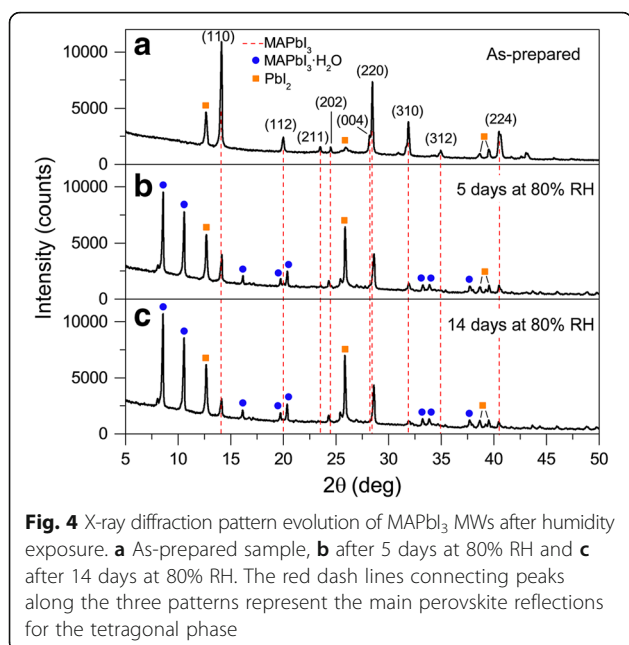 a
(110)
MAPbI₃
MAPbI₃·H₂O
PbI₂
As-prepared
(220)
(202)
(310)
(004)
(112)
(211)
(312)
(224)
10000
5000
0
b
5 days at 80% RH
10000
5000
0
Intensity (counts)
c
14 days at 80% RH
10000
5000
0
5 10 15 20 25 30 35 40 45 50
2θ (deg)
Fig. 4 X-ray diffraction pattern evolution of MAPbI₃ MWs after humidity
exposure. a As-prepared sample, b after 5 days at 80% RH and c
after 14 days at 80% RH. The red dash lines connecting peaks
along the three patterns represent the main perovskite reflections
for the tetragonal phase